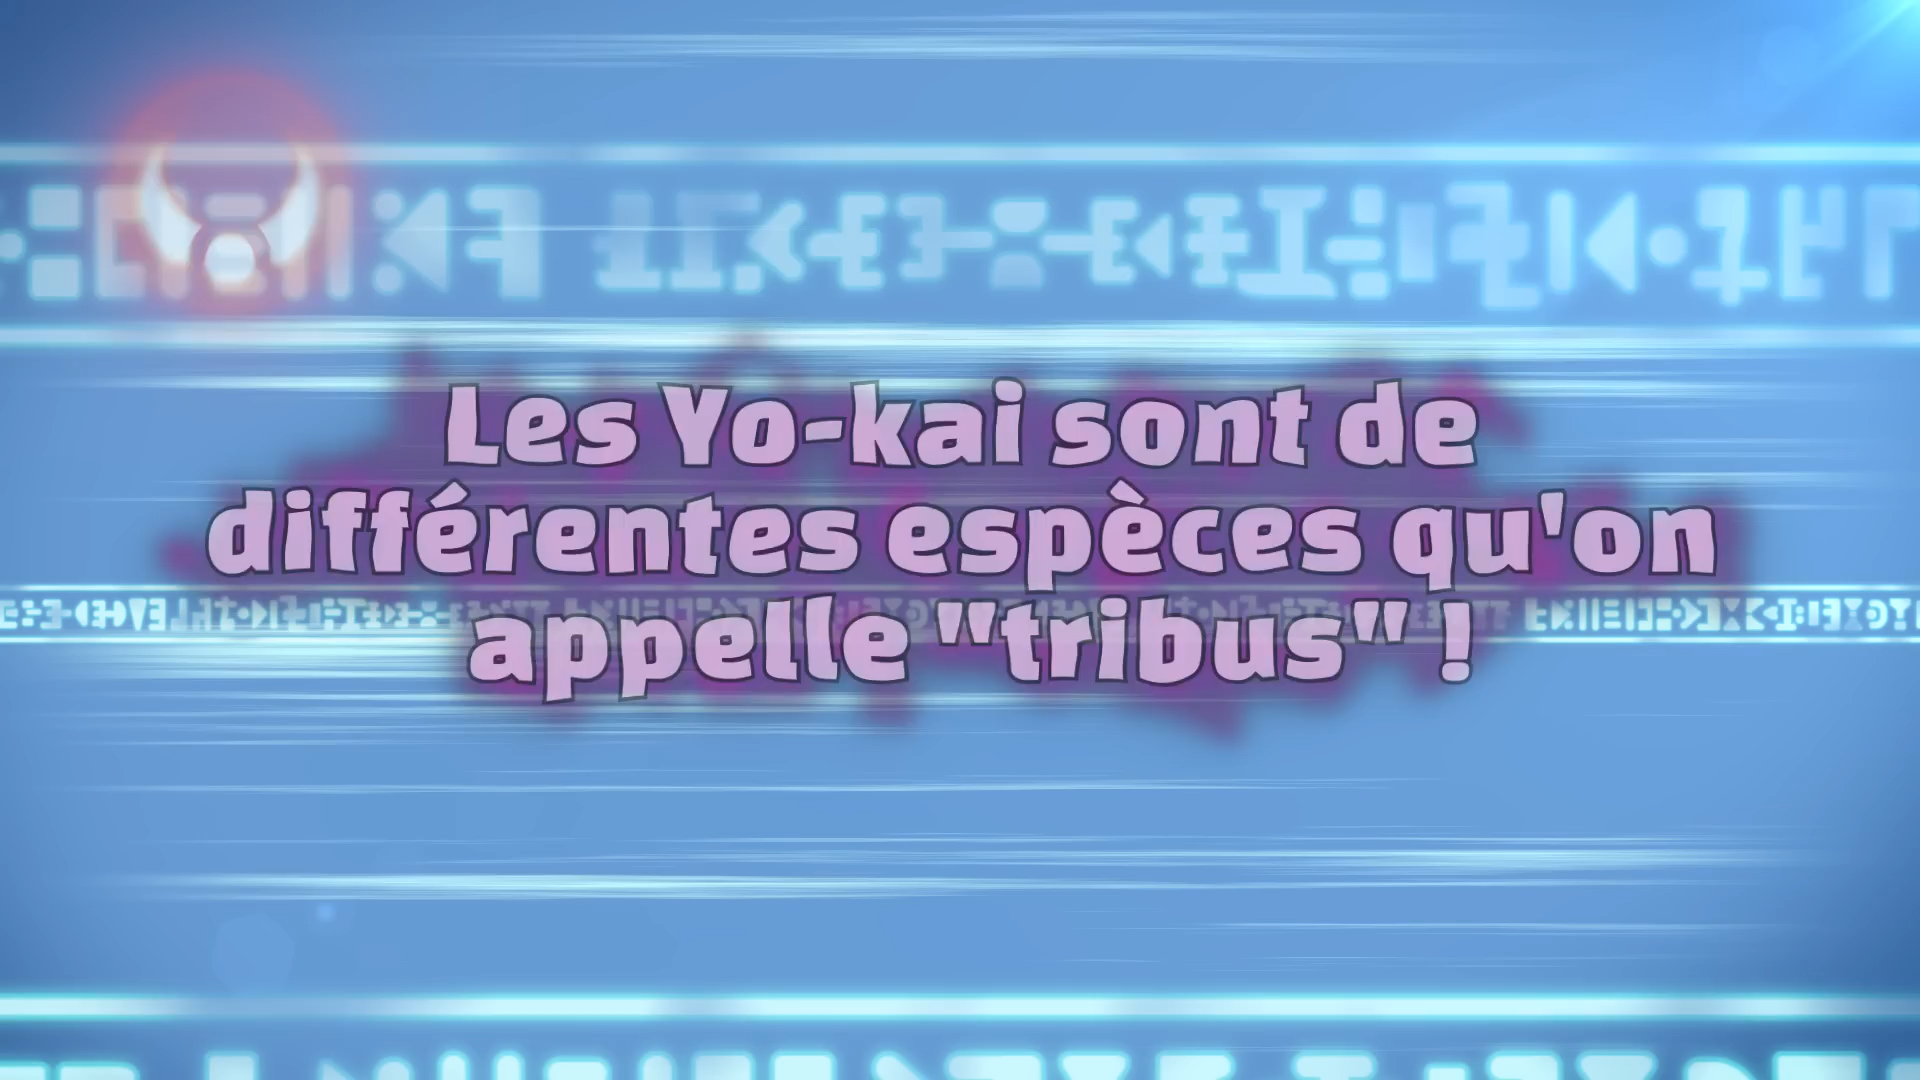 Les Yo-kai sont de
différentes espèces qu'on
appelle "tribus" !